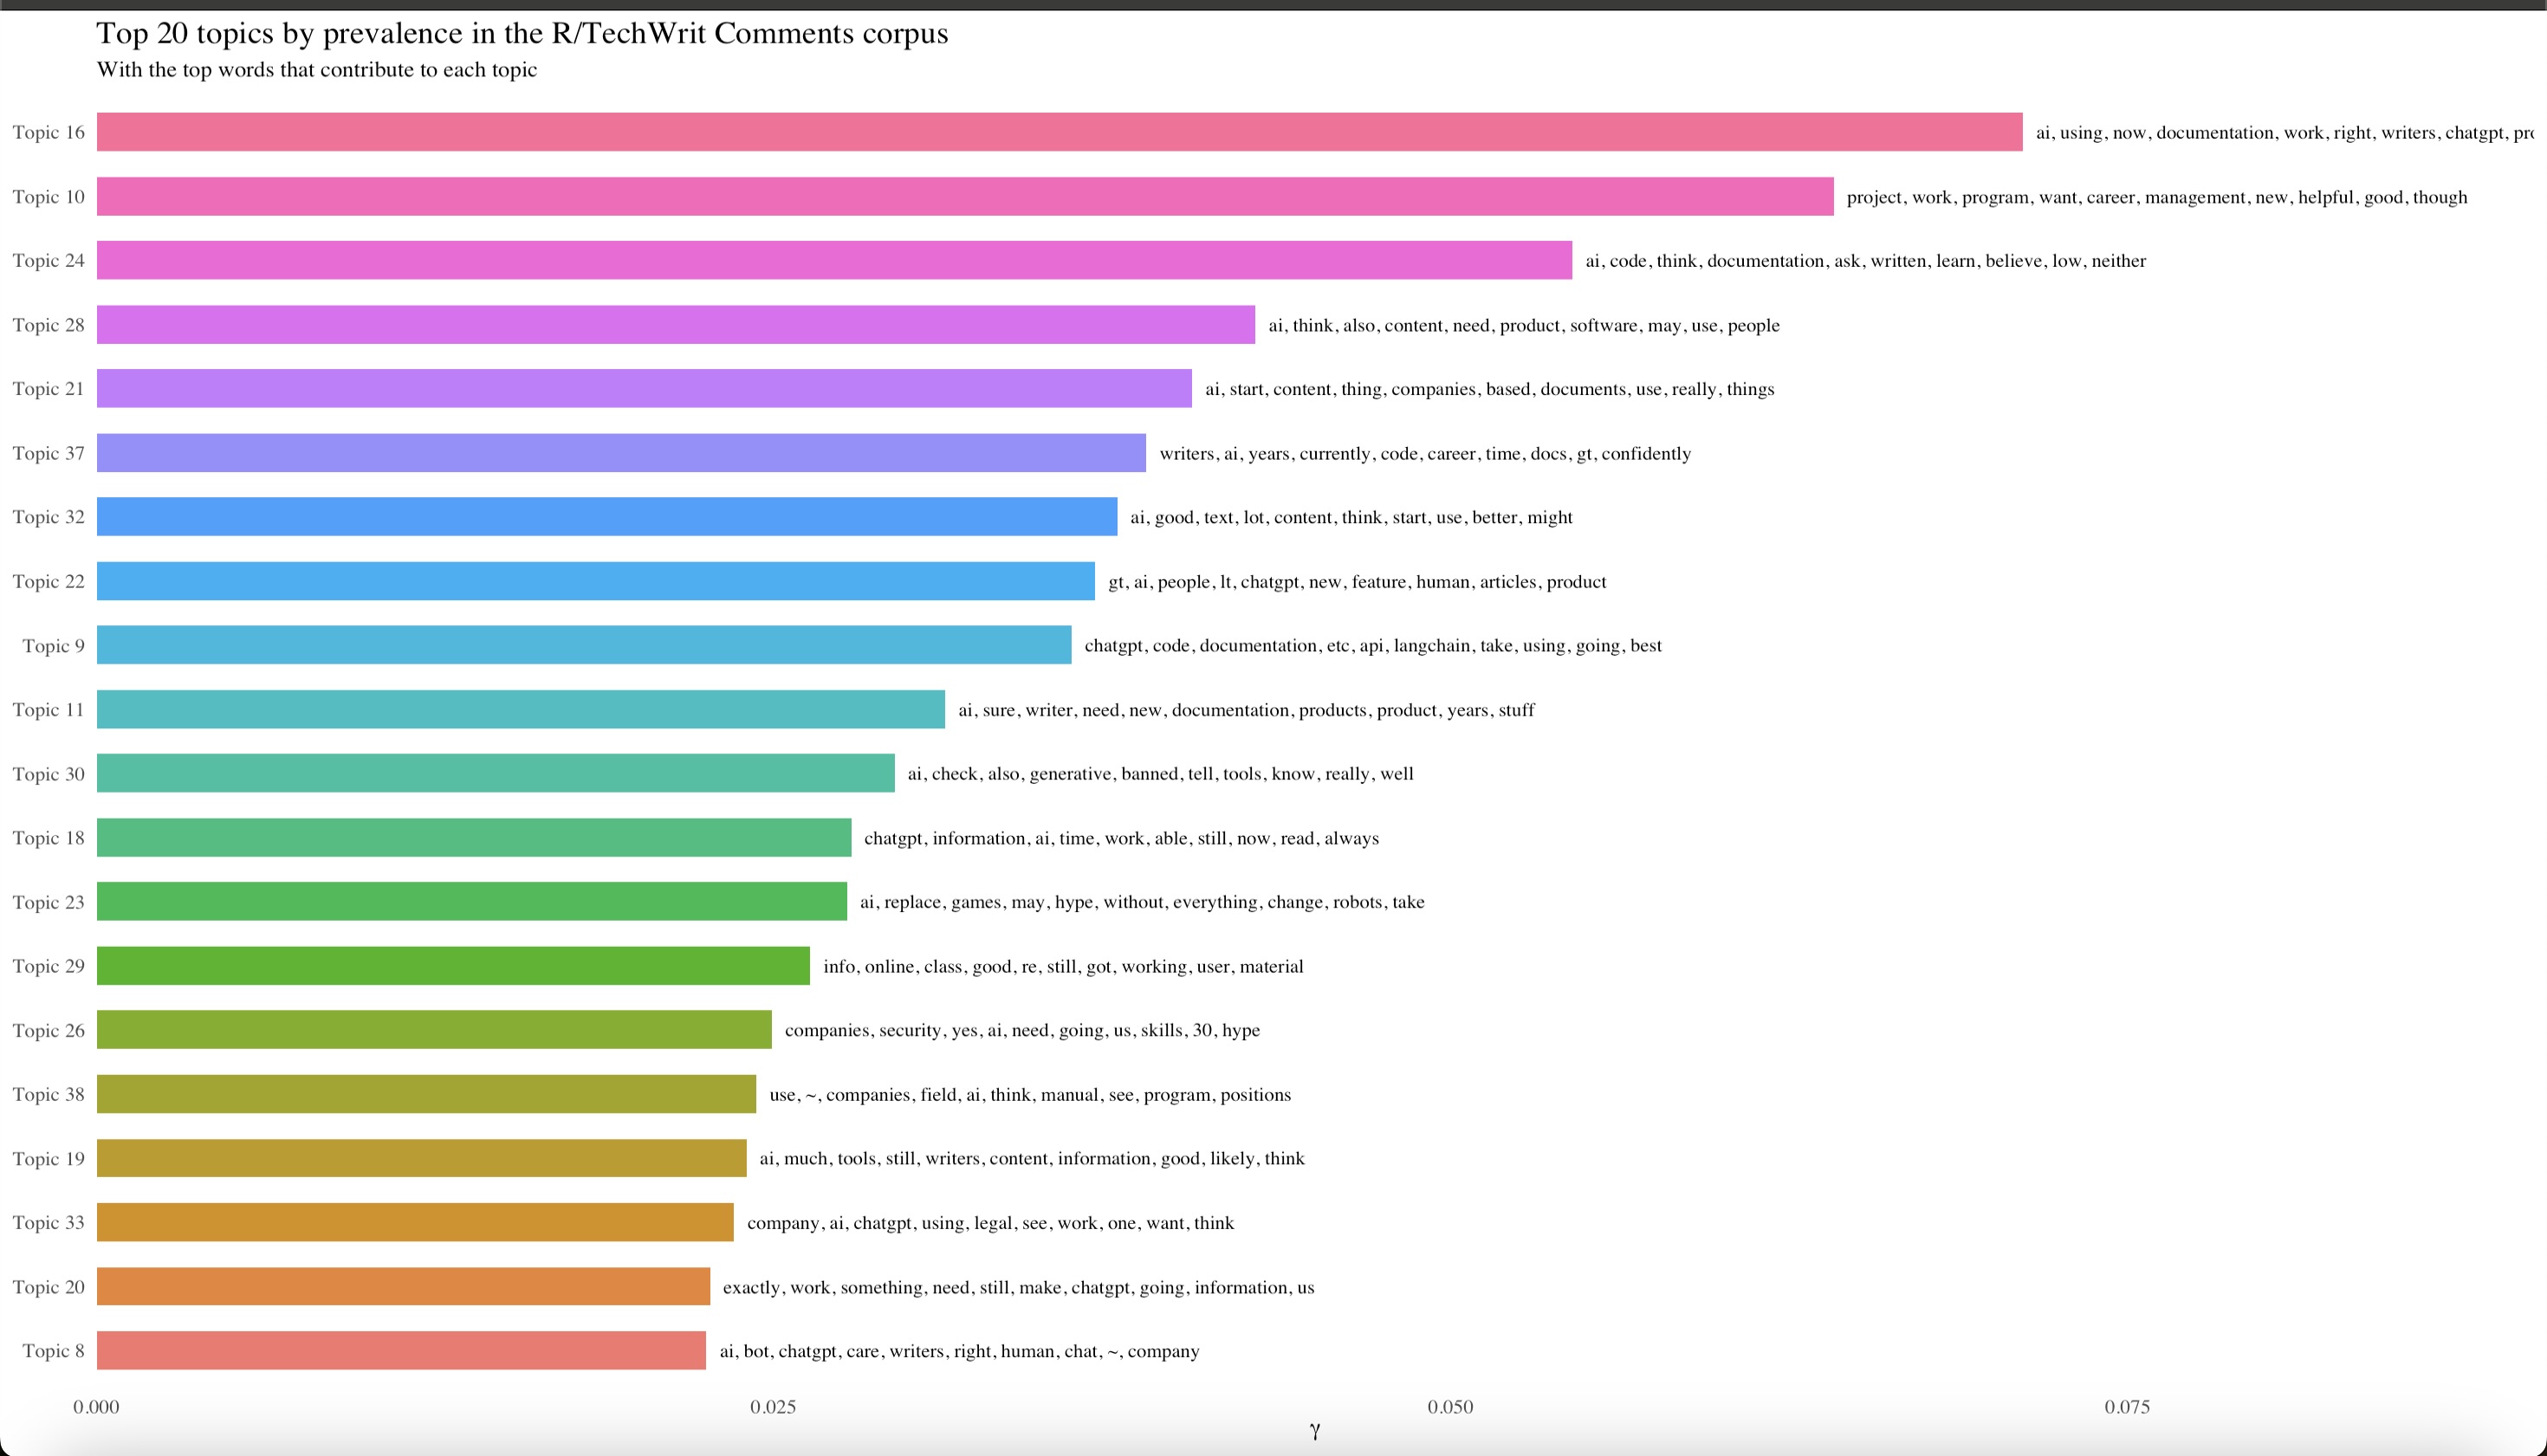 Top 20 topics by prevalence in the R/TechWrit Comments corpus
With the top words that contribute to each topic
Topic 16 ai, using, now, documentation, work, right, writers, chatgpt,
Topic 10 project, work, program, want, career, management, new, helpful, good, though
Topic 24 ai, code, think, documentation, ask, written, learn, believe, low, neither
Topic 28 ai, think, also, content, need, product, software, may, use, people
Topic 21 ai, start, content, thing, companies, based, documents, use, really, things
Topic 37 writers, ai, years, currently, code, career, time, docs, gt, confidently
Topic 32 ai, good, text, lot, content, think, start, use, better, might
Topic 22 gt, ai, people, lt, chatgpt, new, feature, human, articles, product
Topic 9 chatgpt, code, documentation, etc, api, langchain, take, using, going, best
Topic 11 ai, sure, writer, need, new, documentation, products, product, years, stuff
Topic 30 ai, check, also, generative, banned, tell, tools, know, really, well
Topic 18 chatgpt, information, ai, time, work, able, still, now, read, always
Topic 23 ai, replace, games, may, hype, without, everything, change, robots, take
Topic 29 info, online, class, good, re, still, got, working, user, material
Topic 26 companies, security, yes, ai, need, going, us, skills, 30, hype
Topic 38 use, ~, companies, field, ai, think, manual, see, program, positions
Topic 19 ai, much, tools, still, writers, content, information, good, likely, think
Topic 33 company, ai, chatgpt, using, legal, see, work, one, want, think
Topic 20 exactly, work, something, need, still, make, chatgpt, going, information, us
Topic 8 ai, bot, chatgpt, care, writers, right, human, chat, ~, company
0.000 0.025 0.050 0.075
γ